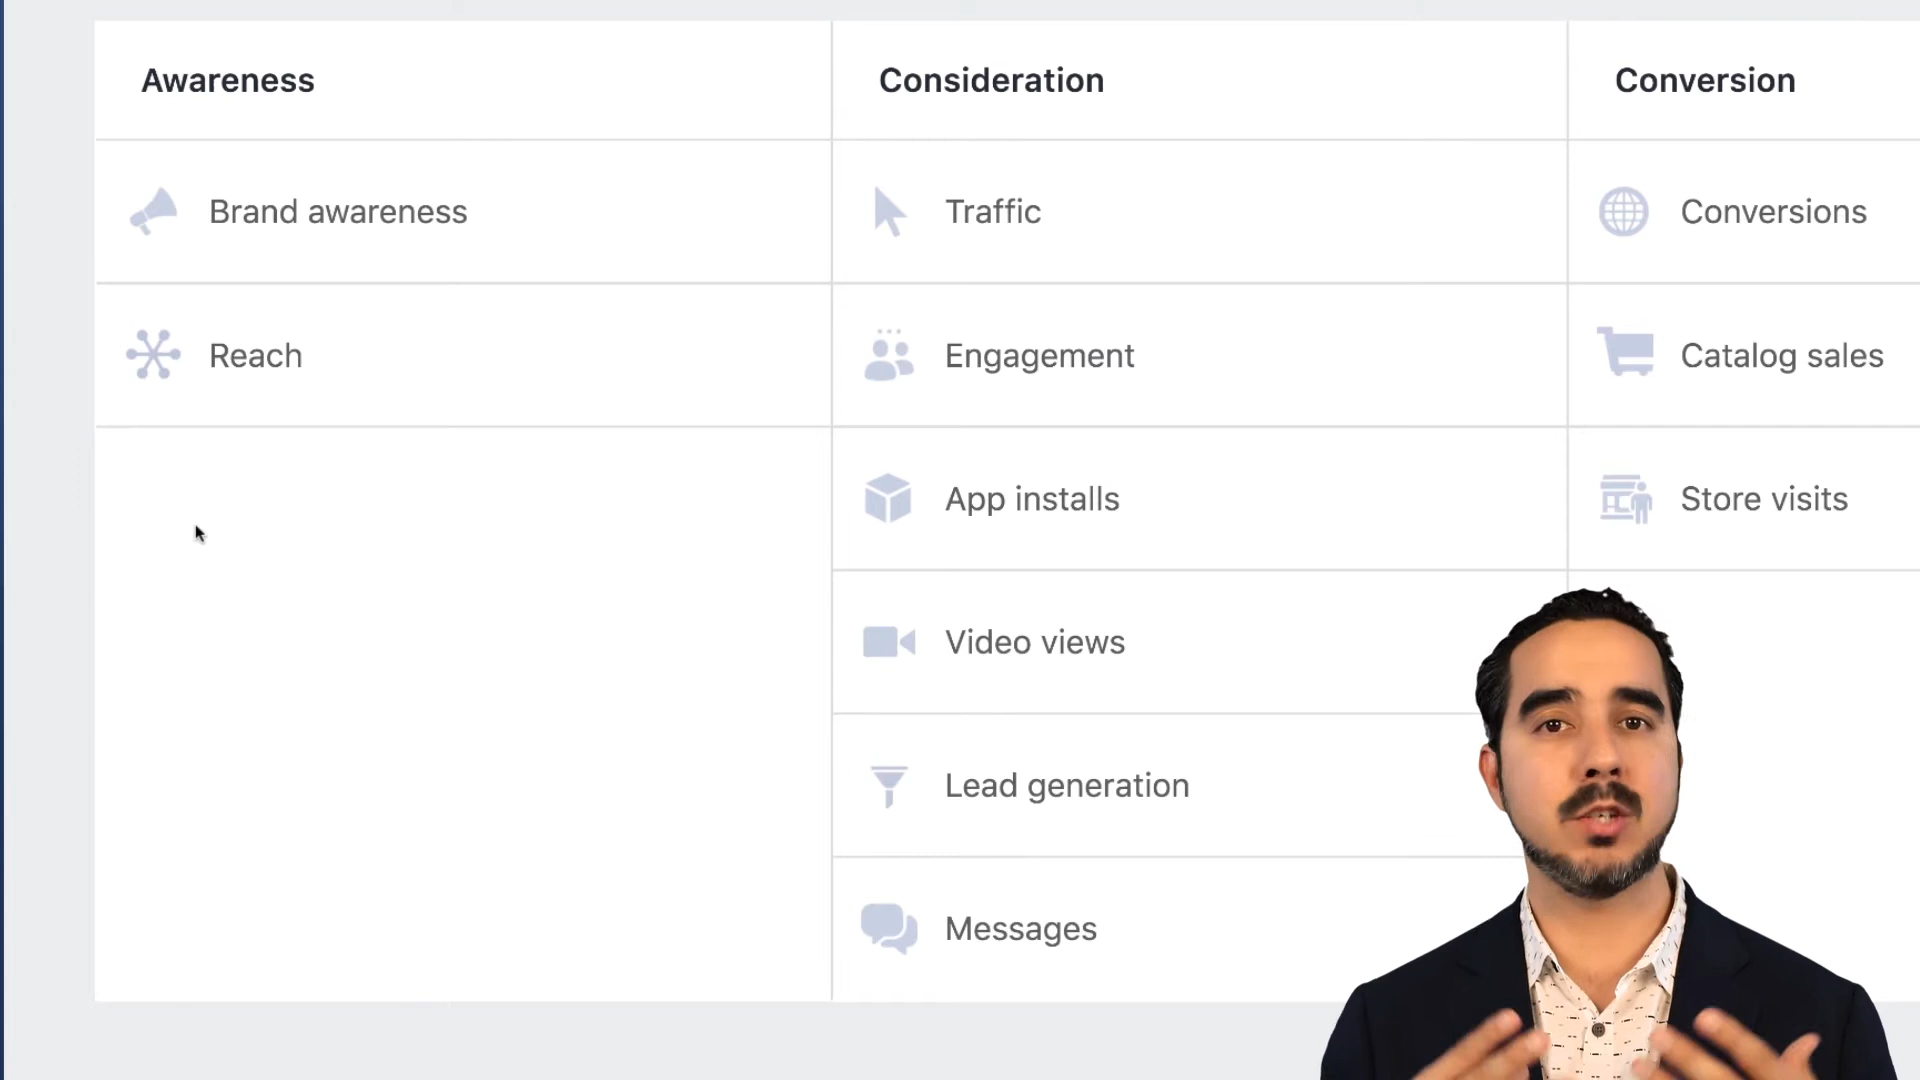 Awareness
Consideration
Conversion
Brand awareness
Traffic
Conversions
Reach
Engagement
Catalog sales
App installs
Store visits
Video views
Lead generation
Messages